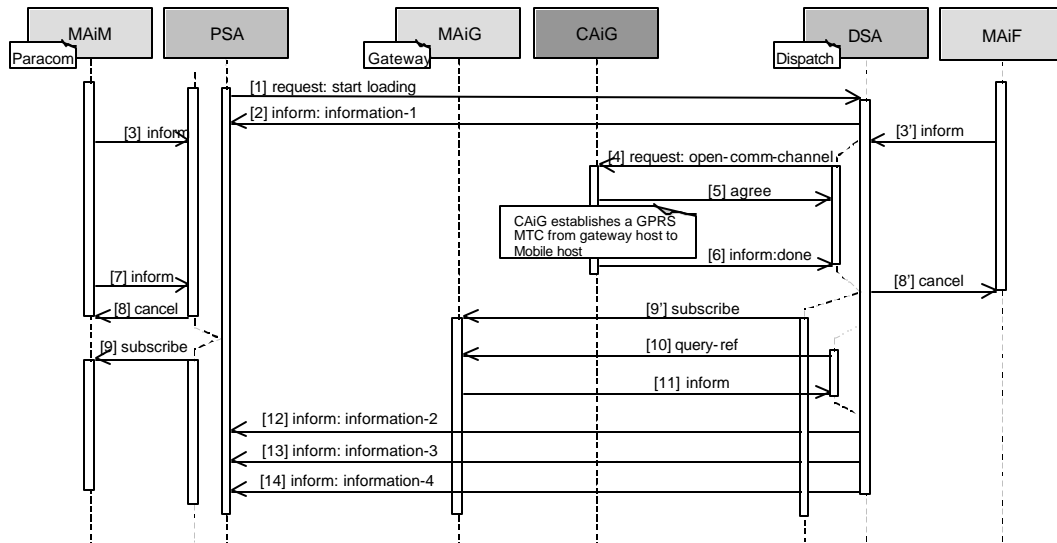 MAiM
PSA
MAiG
CAiG
DSA
MAiF
Paracom
Gateway
Dispatch
[1] request: start loading
[2] inform: information-1
[3] inform
[3'] inform
[4] request: open-comm-channel
[5] agree
CAiG establishes a GPRS
MTC from gateway host to
Mobile host
[6] inform:done
[7] inform
[8'] cancel
[8] cancel
[9'] subscribe
[9] subscribe
[10] query-ref
[11] inform
[12] inform: information-2
[13] inform: information-3
[14] inform: information-4